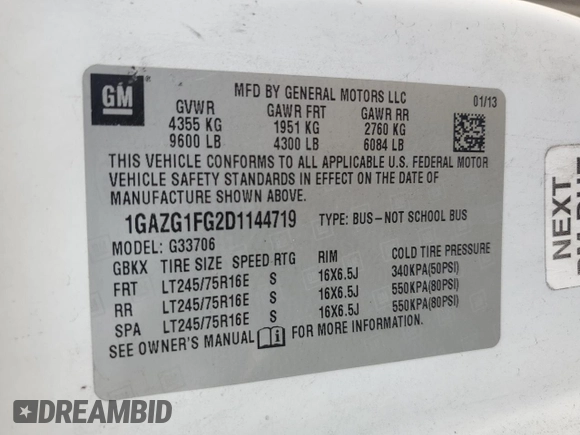 GM
MFD BY GENERAL MOTORS LLC 01/13
GVWR GAWR FRT GAWR RR
4355 KG 1951 KG 2760 KG
9600 LB 4300 LB 6084 LB
THIS VEHICLE CONFORMS TO ALL APPLICABLE U.S. FEDERAL MOTOR
VEHICLE SAFETY STANDARDS IN EFFECT ON THE DATE OF
MANUFACTURE SHOWN ABOVE.
1GAZG1FG2D1144719 TYPE: BUS–NOT SCHOOL BUS
MODEL: G33706
GBKX TIRE SIZE SPEED RTG RIM COLD TIRE PRESSURE
FRT LT245/75R16E S 16X6.5J 340KPA(50PSI)
RR LT245/75R16E S 16X6.5J 550KPA(80PSI)
SPA LT245/75R16E S 16X6.5J 550KPA(80PSI)
SEE OWNER'S MANUAL FOR MORE INFORMATION.
NEXT
DREAMBID